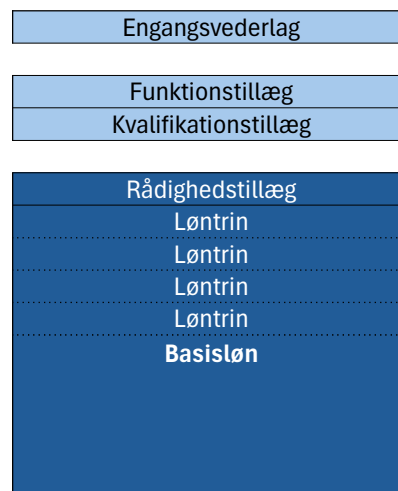 Engangsvederlag
Funktionstillæg
Kvalifikationstillæg
Rådighedstillæg
Løntrin
Løntrin
Løntrin
Løntrin
Basisløn